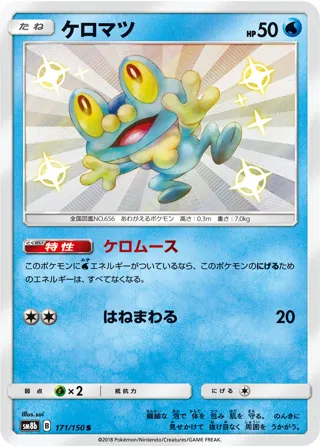 たね ケロマツ HP50
全国図鑑NO.656 あわがえるポケモン 高さ：0.3m 重さ：7.0kg
特性 ケロムース
このポケモンに水エネルギーがついているなら、このポケモンのにげるため
のエネルギーは、すべてなくなる。
はねまわる 20
弱点 ×2 抵抗力 にげる
Illus.sui
sm8b B 171/150 S
繊細な 泡で 体を 包み 肌を 守る。 のんきに
見せかけて 抜け目なく 周囲を うかがう。
©2018 Pokémon/Nintendo/Creatures/GAME FREAK.